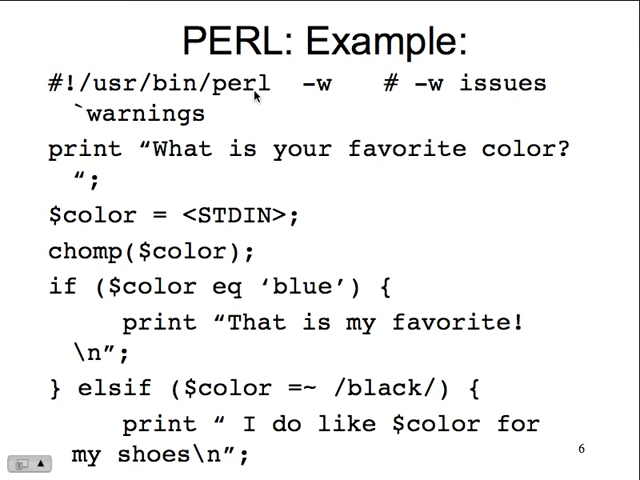 PERL: Example:
#!/usr/bin/perl -w # -w issues
`warnings
print “What is your favorite color?
“;
$color = <STDIN>;
chomp($color);
if ($color eq ‘blue’) {
print “That is my favorite!
\n”;
} elsif ($color =~ /black/) {
print “ I do like $color for
my shoes\n”;
6